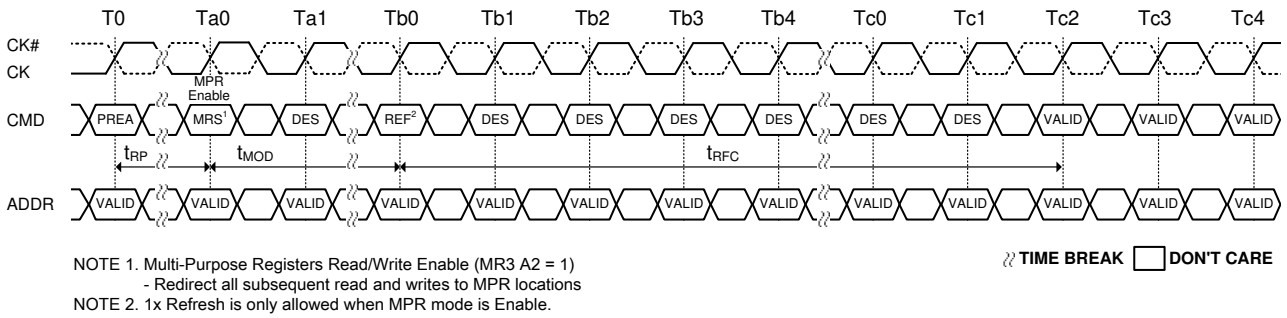 T0 Ta0 Ta1 Tb0 Tb1 Tb2 Tb3 Tb4 Tc0 Tc1 Tc2 Tc3 Tc4
CK#
CK
MPR
Enable
CMD PREA MRS1 DES REF2 DES DES DES DES DES DES VALID VALID VALID
tRP tMOD tRFC
ADDR VALID VALID VALID VALID VALID VALID VALID VALID VALID VALID VALID VALID VALID
TIME BREAK DON'T CARE
NOTE 1. Multi-Purpose Registers Read/Write Enable (MR3 A2 = 1)
- Redirect all subsequent read and writes to MPR locations
NOTE 2. 1x Refresh is only allowed when MPR mode is Enable.